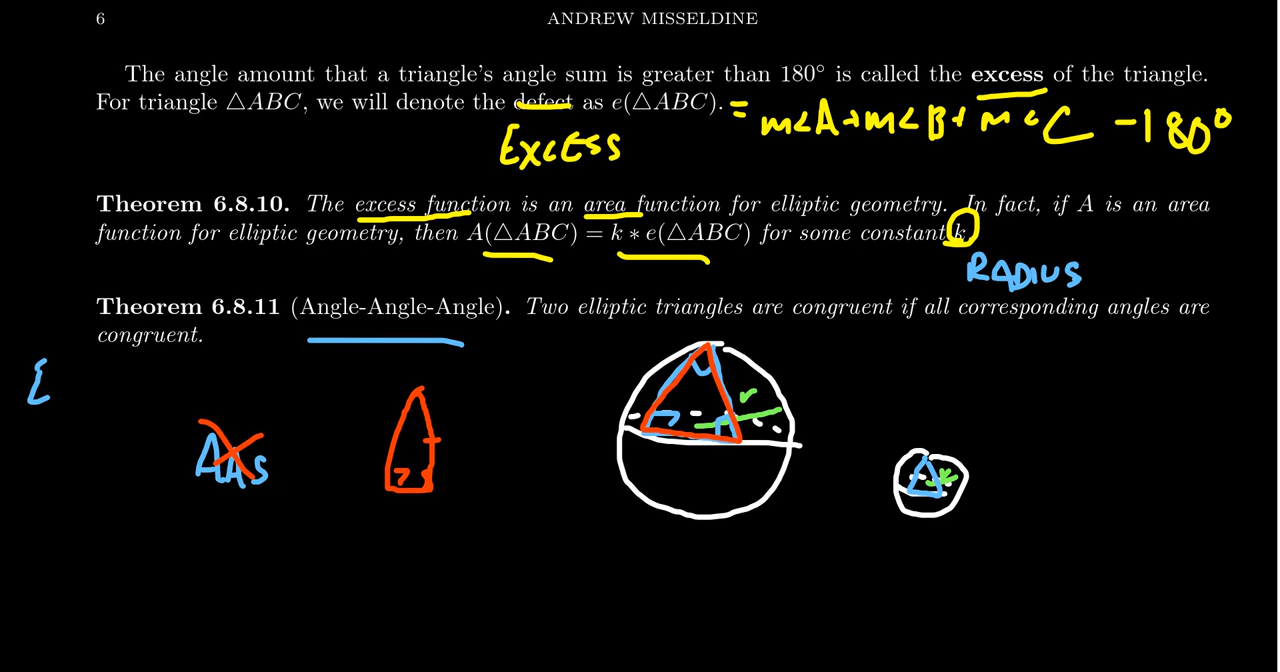 6 ANDREW MISSELDINE
The angle amount that a triangle's angle sum is greater than 180° is called the excess of the triangle.
For triangle △ABC, we will denote the defect as e(△ABC). = m<A+m<B+m<C -180°
EXCESS
Theorem 6.8.10. The excess function is an area function for elliptic geometry. In fact, if A is an area
function for elliptic geometry, then A(△ABC) = k * e(△ABC) for some constant k.
RADIUS
Theorem 6.8.11 (Angle-Angle-Angle). Two elliptic triangles are congruent if all corresponding angles are
congruent.
r
AAS